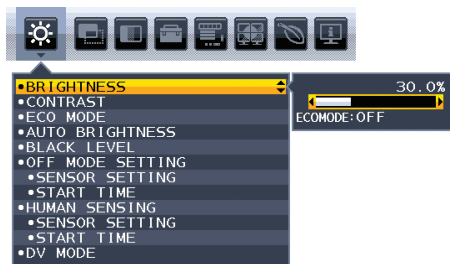 •BRIGHTNESS
•CONTRAST
•ECO MODE
•AUTO BRIGHTNESS
•BLACK LEVEL
•OFF MODE SETTING
•SENSOR SETTING
•START TIME
•HUMAN SENSING
•SENSOR SETTING
•START TIME
•DV MODE
30.0%
ECOMODE:OFF